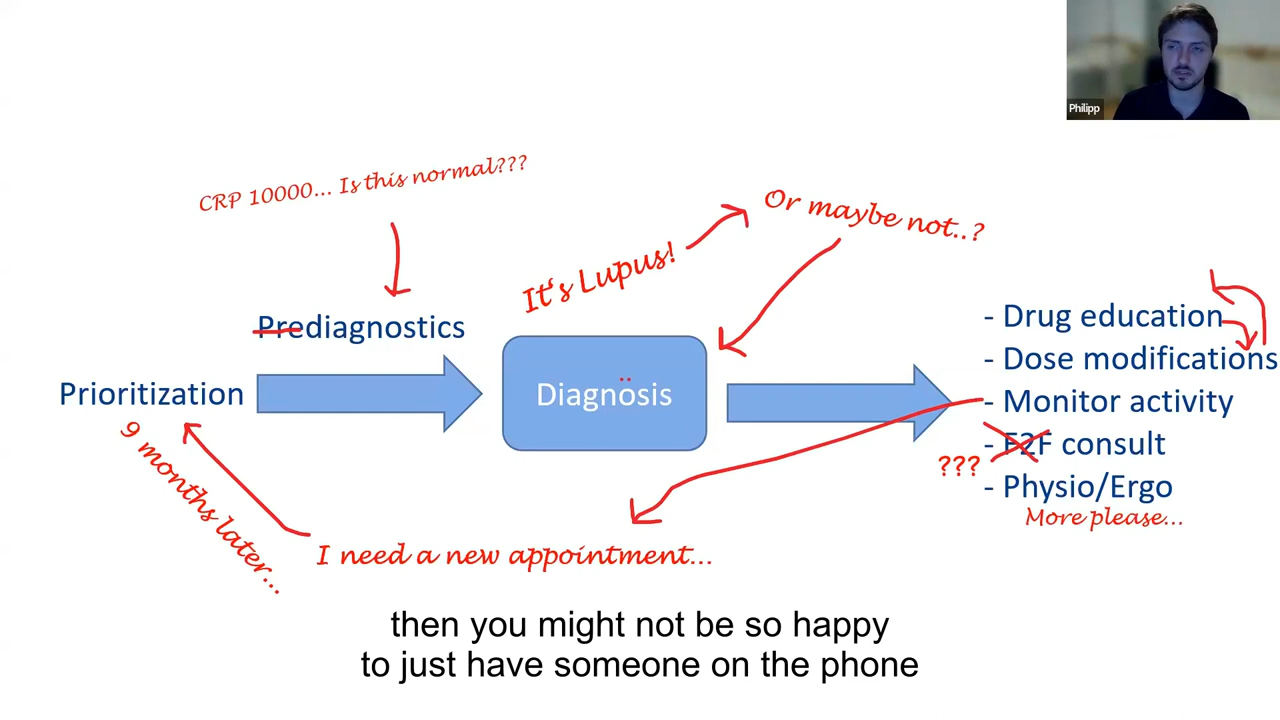 Philipp
CRP 10000... Is this normal???
Or maybe not..?
It's Lupus!
Prediagnostics
Prioritization
Diagnosis
- Drug education
- Dose modifications
- Monitor activity
- F2F consult
???
- Physio/Ergo
More please...
9 months later...
I need a new appointment...
then you might not be so happy
to just have someone on the phone